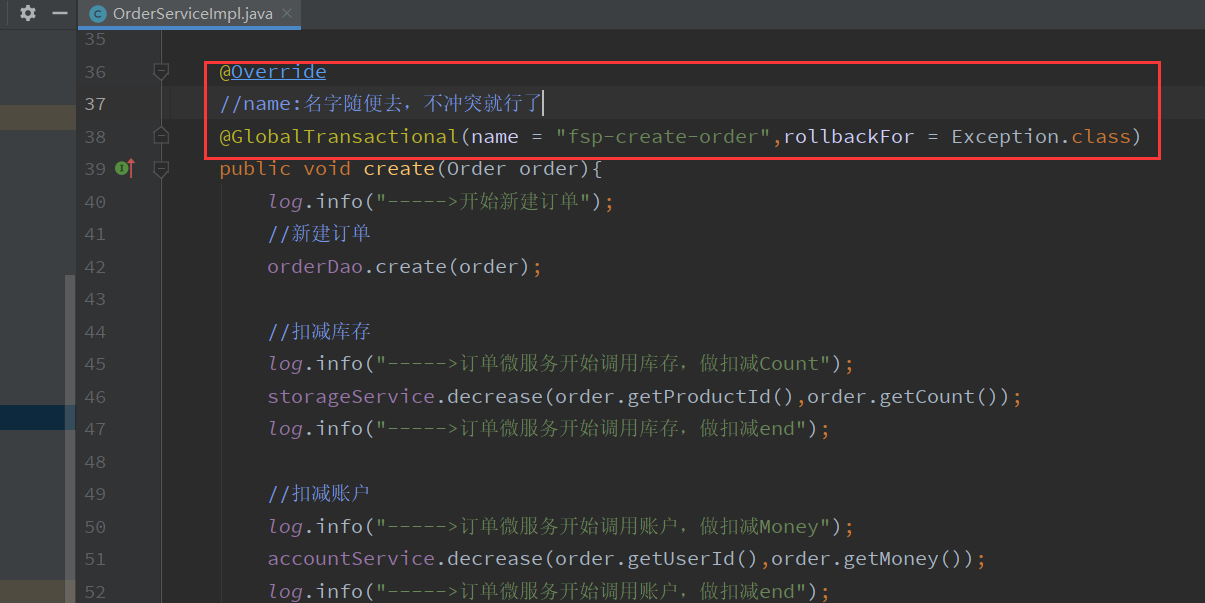 OrderServiceImpl.java
35
36 @Override
37 //name:名字随便去，不冲突就行了
38 @GlobalTransactional(name = "fsp-create-order",rollbackFor = Exception.class)
39 public void create(Order order){
40 log.info("----->开始新建订单");
41 //新建订单
42 orderDao.create(order);
43
44 //扣减库存
45 log.info("----->订单微服务开始调用库存，做扣减Count");
46 storageService.decrease(order.getProductId(),order.getCount());
47 log.info("----->订单微服务开始调用库存，做扣减end");
48
49 //扣减账户
50 log.info("----->订单微服务开始调用账户，做扣减Money");
51 accountService.decrease(order.getUserId(),order.getMoney());
52 log.info("----->订单微服务开始调用账户，做扣减end");